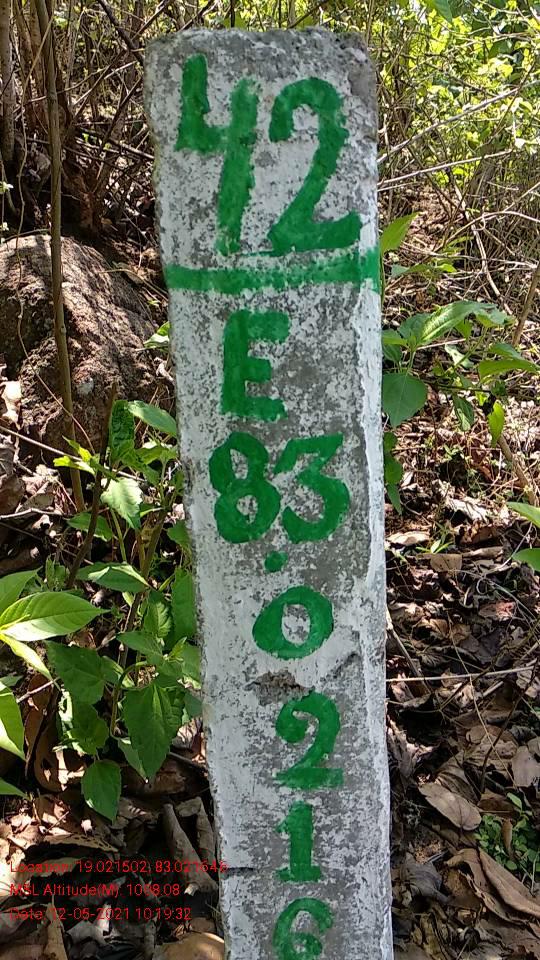 42
E
83
.
0
2
1
6
Location: 19.021502, 83.021646
MSL Altitude(M): 1008.08
Date: 12-05-2021 10:19:32